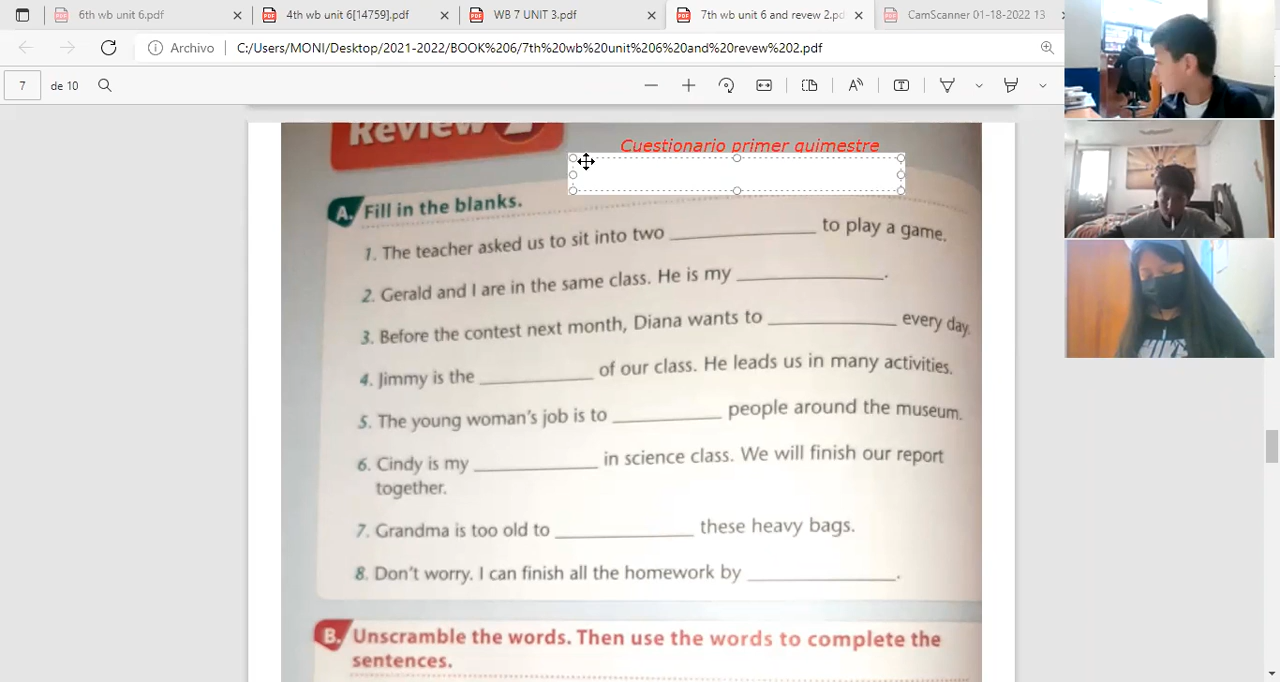 6th wb unit 6.pdf
4th wb unit 6[14759].pdf
WB 7 UNIT 3.pdf
7th wb unit 6 and revew 2.pd
CamScanner 01-18-2022 13
Archivo
C:/Users/MONI/Desktop/2021-212/BOOK%206/7th%20wb%20unit%206%20and%20revew%202.pdf
7
de 10
Review 2
Cuestionario primer quimestre
A. Fill in the blanks.
1. The teacher asked us to sit into two ____________ to play a game.
2. Gerald and I are in the same class. He is my ____________.
3. Before the contest next month, Diana wants to ____________ every day.
4. Jimmy is the ____________ of our class. He leads us in many activities.
5. The young woman's job is to ____________ people around the museum.
6. Cindy is my ____________ in science class. We will finish our report
together.
7. Grandma is too old to ____________ these heavy bags.
8. Don't worry. I can finish all the homework by ____________.
B. Unscramble the words. Then use the words to complete the
sentences.